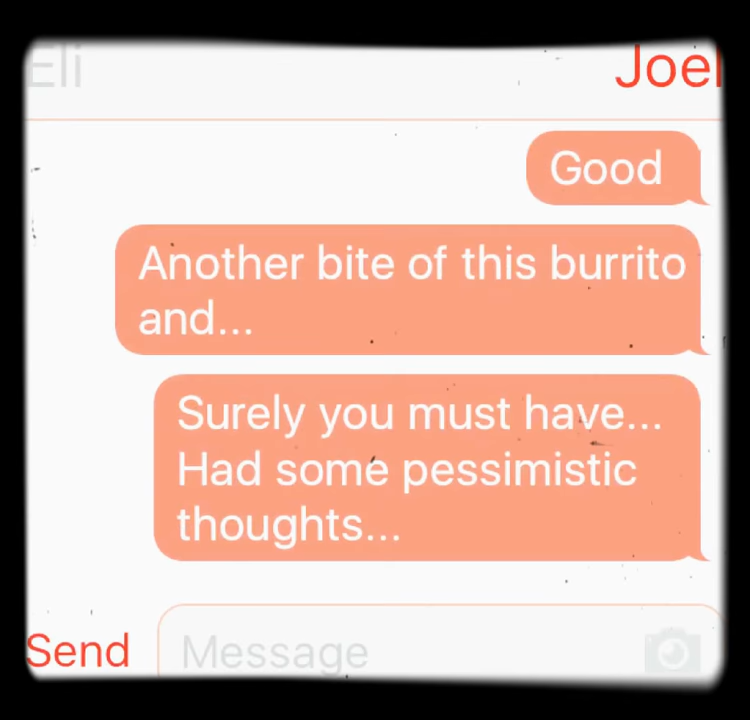 Eli
Joel
Good
Another bite of this burrito
and...
Surely you must have...
Had some pessimistic
thoughts...
Send
Message